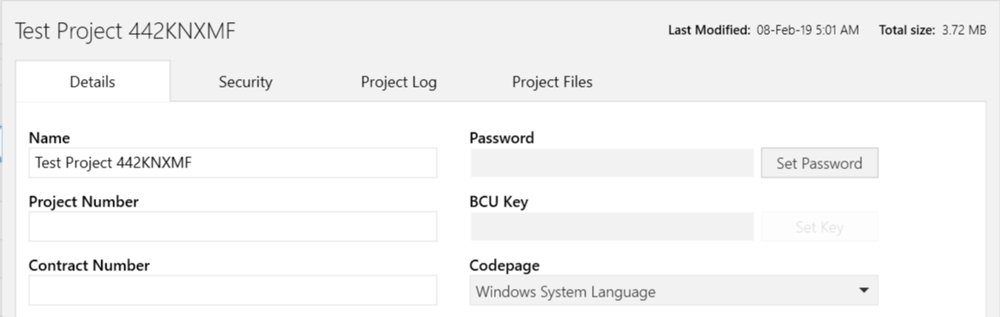 Test Project 442KNXMF
Last Modified: 08-Feb-19 5:01 AM Total size: 3.72 MB
Details Security Project Log Project Files
Name
Test Project 442KNXMF
Project Number
Contract Number
Password
Set Password
BCU Key
Set Key
Codepage
Windows System Language